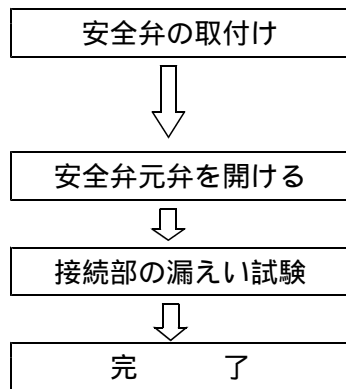 安全弁の取付け
安全弁元弁を開ける
接続部の漏えい試験
完　　　了